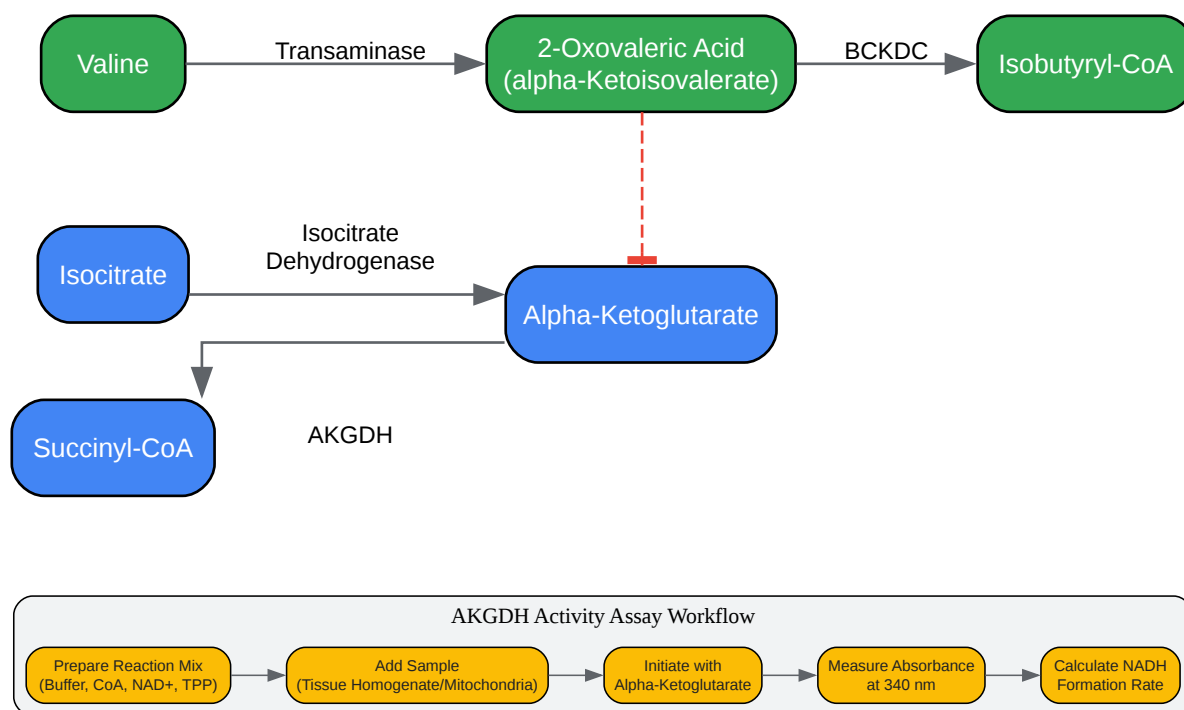 Valine
Transaminase
2-Oxovaleric Acid
(alpha-Ketoisovalerate)
BCKDC
Isobutyryl-CoA
Isocitrate
Isocitrate
Dehydrogenase
Alpha-Ketoglutarate
Succinyl-CoA
AKGDH
AKGDH Activity Assay Workflow
Prepare Reaction Mix
(Buffer, CoA, NAD+, TPP)
Add Sample
(Tissue Homogenate/Mitochondria)
Initiate with
Alpha-Ketoglutarate
Measure Absorbance
at 340 nm
Calculate NADH
Formation Rate